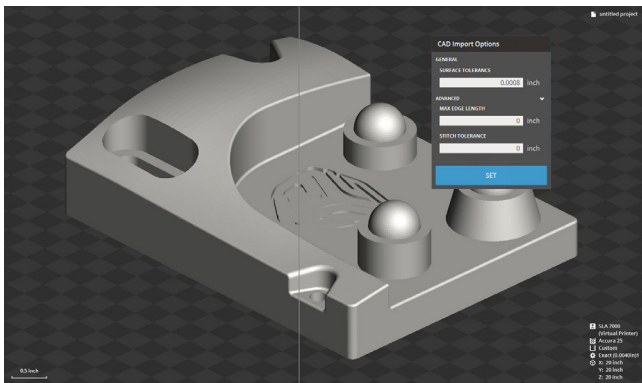 untitled project
CAD Import Options
GENERAL
SURFACE TOLERANCE
0,0008 inch
ADVANCED
MAX EDGE LENGTH
0 inch
STITCH TOLERANCE
0 inch
SET
SLA 7000
(Virtual Printer)
Accura 25
Custom
Exact (0.0040in)
X: 20 inch
Y: 20 inch
Z: 20 inch
0.5 Inch